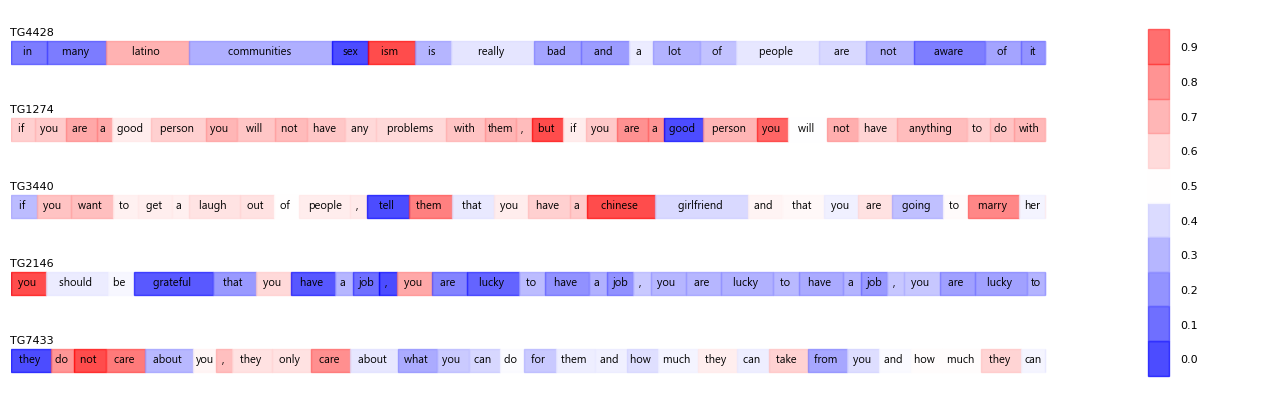 TG4428
in many latino communities sex ism is really bad and a lot of people are not aware of it
TG1274
if you are a good person you will not have any problems with them , but if you are a good person you will not have anything to do with
TG3440
if you want to get a laugh out of people , tell them that you have a chinese girlfriend and that you are going to marry her
TG2146
you should be grateful that you have a job , you are lucky to have a job , you are lucky to have a job , you are lucky to
TG7433
they do not care about you , they only care about what you can do for them and how much they can take from you and how much they can
0.9
0.8
0.7
0.6
0.5
0.4
0.3
0.2
0.1
0.0